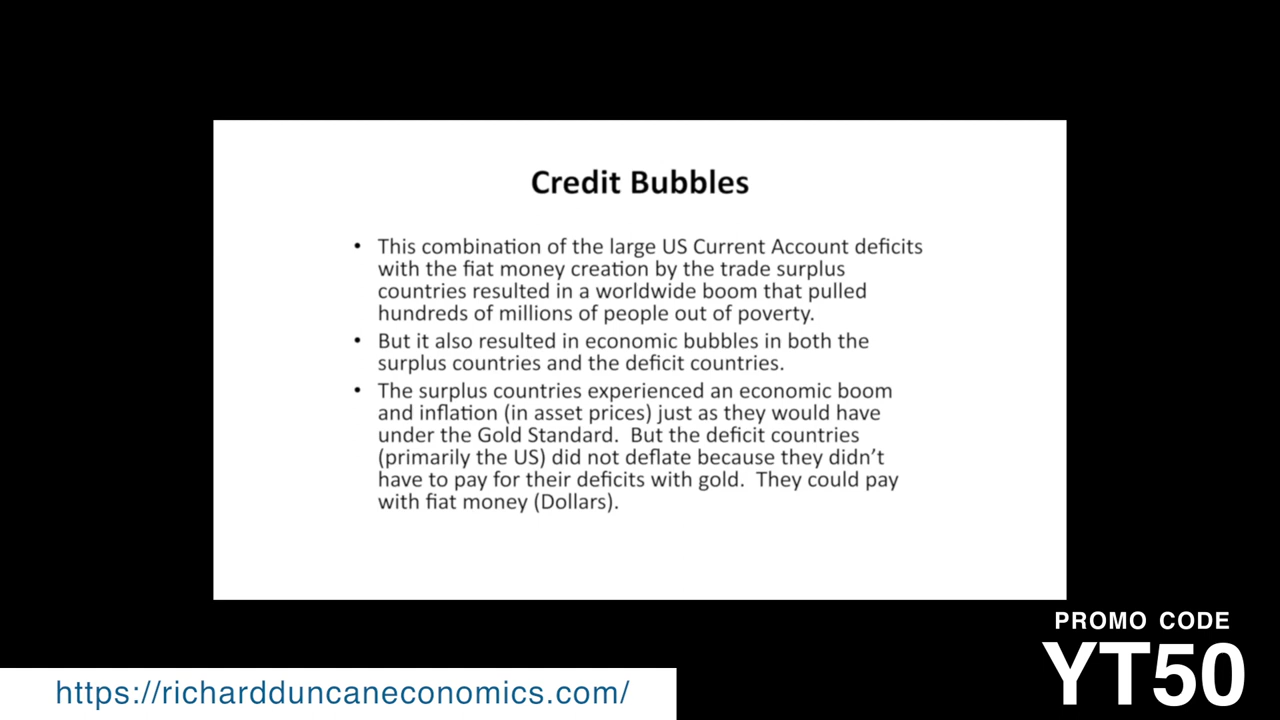 Credit Bubbles
• This combination of the large US Current Account deficits
with the fiat money creation by the trade surplus
countries resulted in a worldwide boom that pulled
hundreds of millions of people out of poverty.
• But it also resulted in economic bubbles in both the
surplus countries and the deficit countries.
• The surplus countries experienced an economic boom
and inflation (in asset prices) just as they would have
under the Gold Standard.  But the deficit countries
(primarily the US) did not deflate because they didn't
have to pay for their deficits with gold.  They could pay
with fiat money (Dollars).
PROMO CODE
YT50
https://richardduncaneconomics.com/